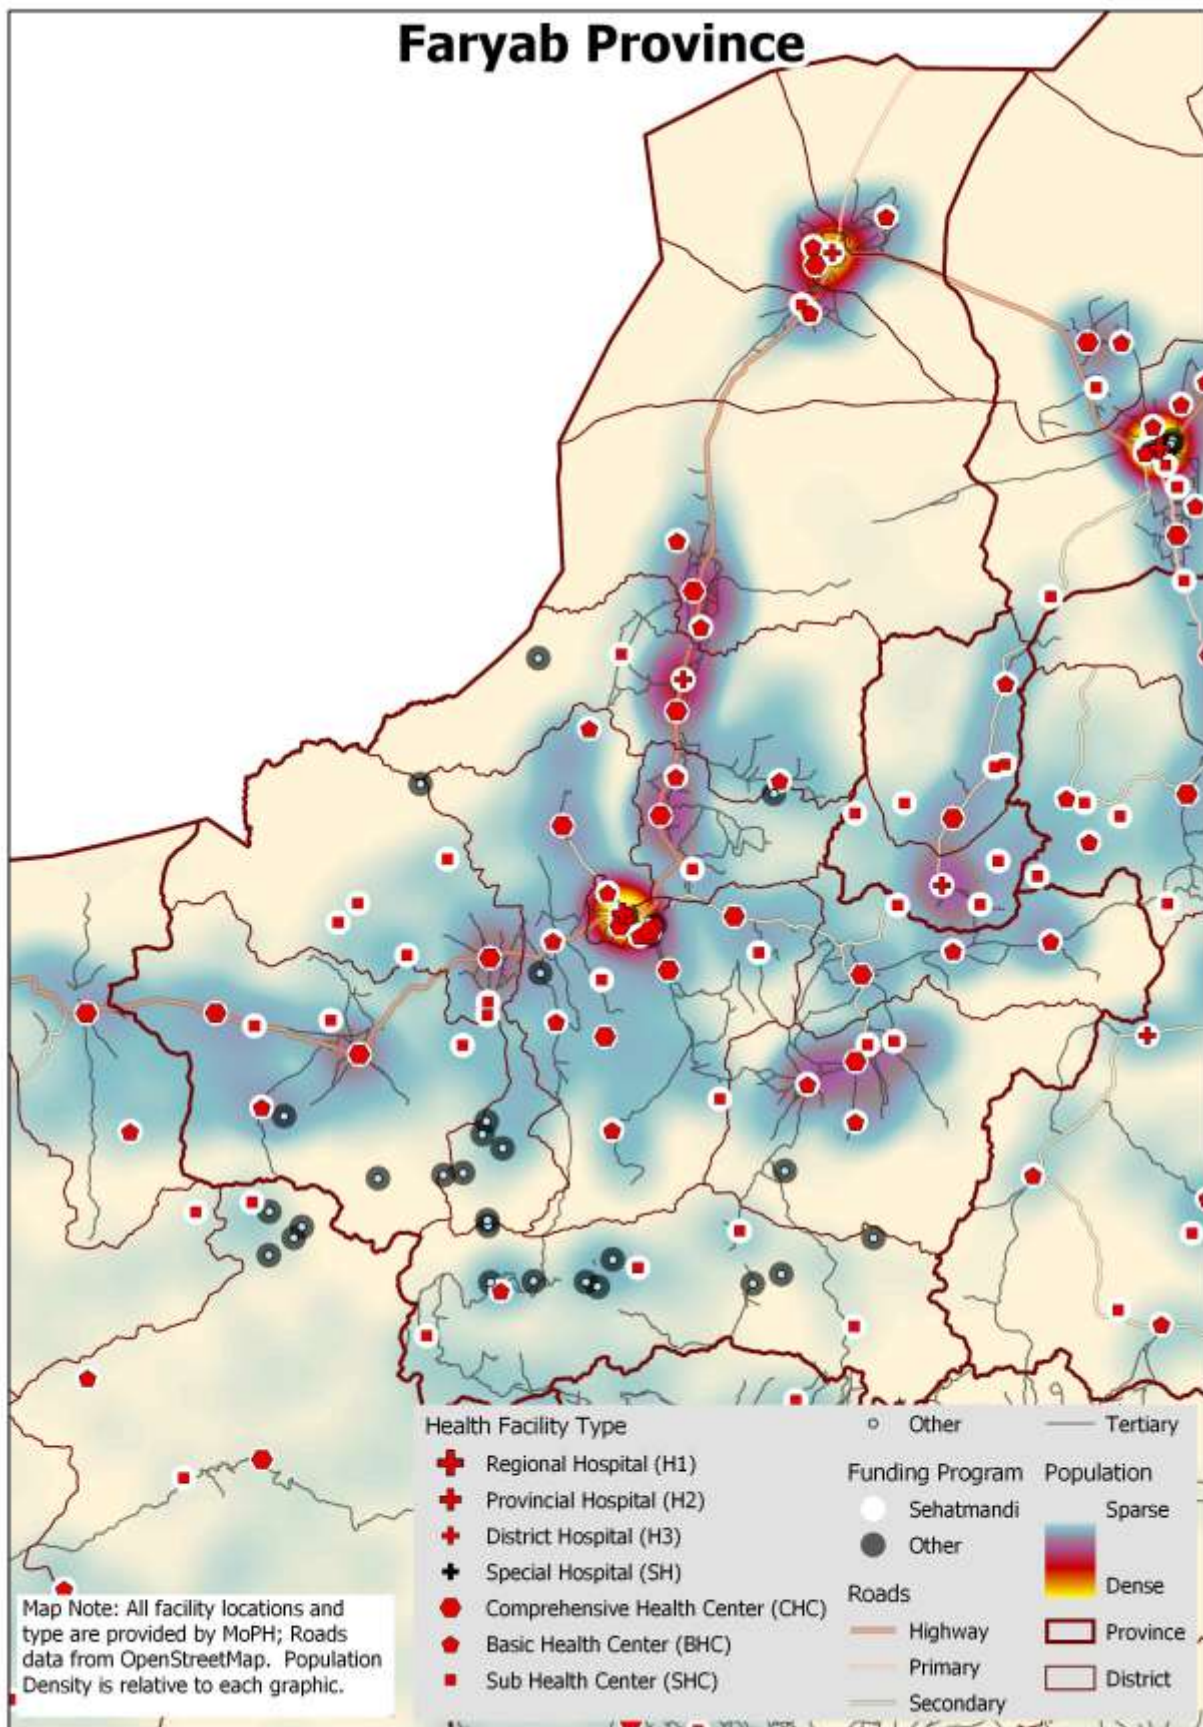 Faryab Province
Health Facility Type
Regional Hospital (H1)
Provincial Hospital (H2)
District Hospital (H3)
Special Hospital (SH)
Comprehensive Health Center (CHC)
Basic Health Center (BHC)
Sub Health Center (SHC)
Other
Funding Program
Sehatmandi
Other
Roads
Highway
Primary
Secondary
Tertiary
Population
Sparse
Dense
Province
District
Map Note: All facility locations and
type are provided by MoPH; Roads
data from OpenStreetMap. Population
Density is relative to each graphic.